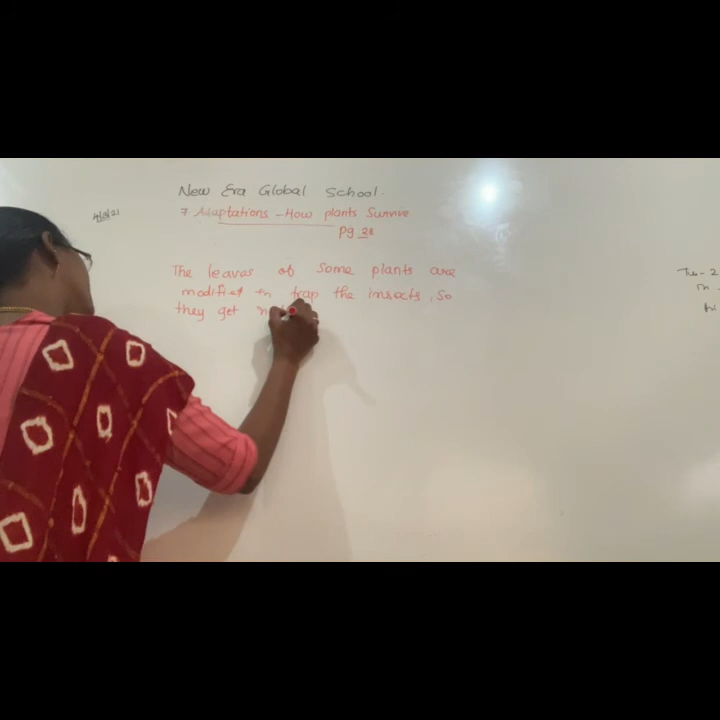 New Era Global School.
7. Adaptations - How plants Survive
Pg 28
The leaves of Some plants are
modified to trap the insects, so
they get